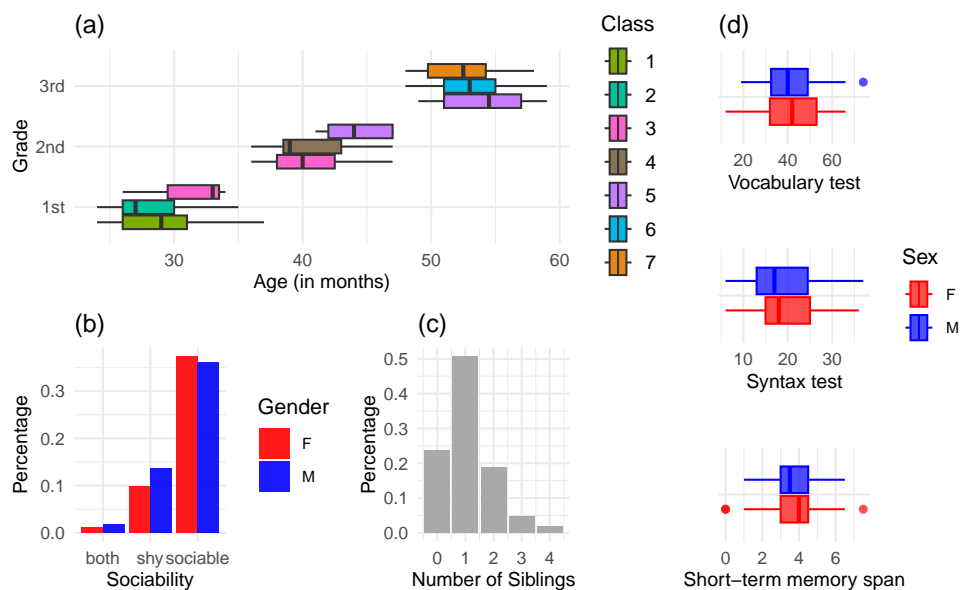 (a)
Grade
3rd
2nd
1st
30 40 50 60
Age (in months)
Class
1
2
3
4
5
6
7
(b)
Percentage
0.3
0.2
0.1
0.0
both shy sociable
Sociability
Gender
F
M
(c)
Percentage
0.5
0.4
0.3
0.2
0.1
0.0
0 1 2 3 4
Number of Siblings
(d)
20 40 60
Vocabulary test
10 20 30
Syntax test
0 2 4 6
Short−term memory span
Sex
F
M